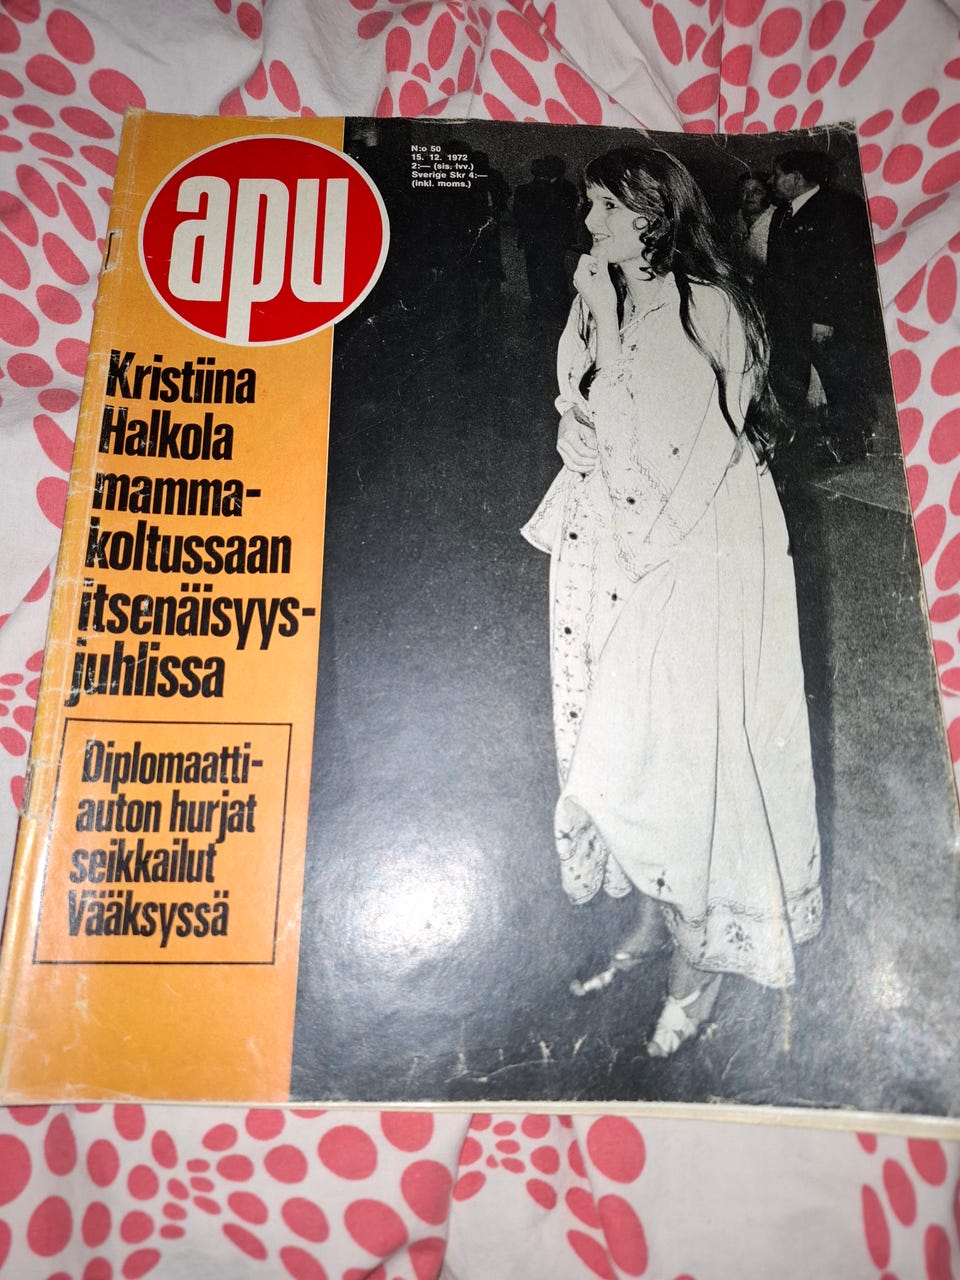 apu
N:o 50
15. 12. 1972
2:— (sis. lvv.)
Sverige Skr 4:—
(inkl. moms.)
Kristiina
Halkola
mamma-
koltussaan
itsenäisyys-
juhlissa
Diplomaatti-
auton hurjat
seikkailut
Vääksyssä